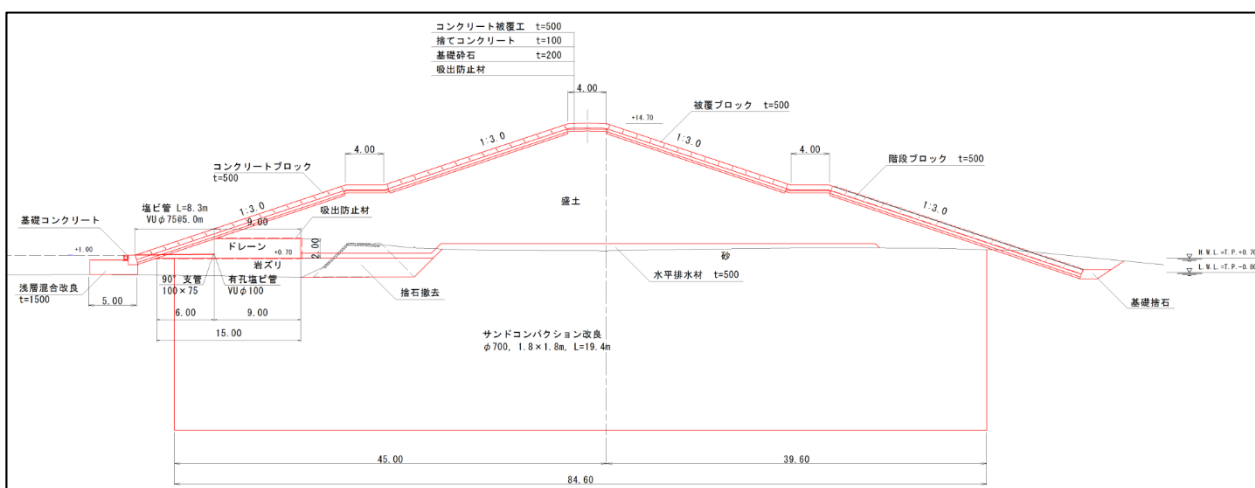 コンクリート被覆工 t=500
捨てコンクリート t=100
基礎砕石 t=200
吸出防止材
4.00
+14.70
被覆ブロック t=500
1:3.0
1:3.0
4.00
4.00
コンクリートブロック
t=500
階段ブロック t=500
塩ビ管 L=8.3m
VUφ75@5.0m
1:3.0
9.00
吸出防止材
盛土
1:3.0
基礎コンクリート
+1.00
ドレーン
+0.70
2.00
砂
H.W.L.=T.P.+0.70
L.W.L.=T.P.-0.80
岩ズリ
浅層混合改良
t=1500
90°支管
100×75
有孔塩ビ管
VUφ100
捨石撤去
水平排水材 t=500
基礎捨石
5.00
6.00
9.00
15.00
サンドコンパクション改良
φ700, 1.8×1.8m, L=19.4m
45.00
39.60
84.60